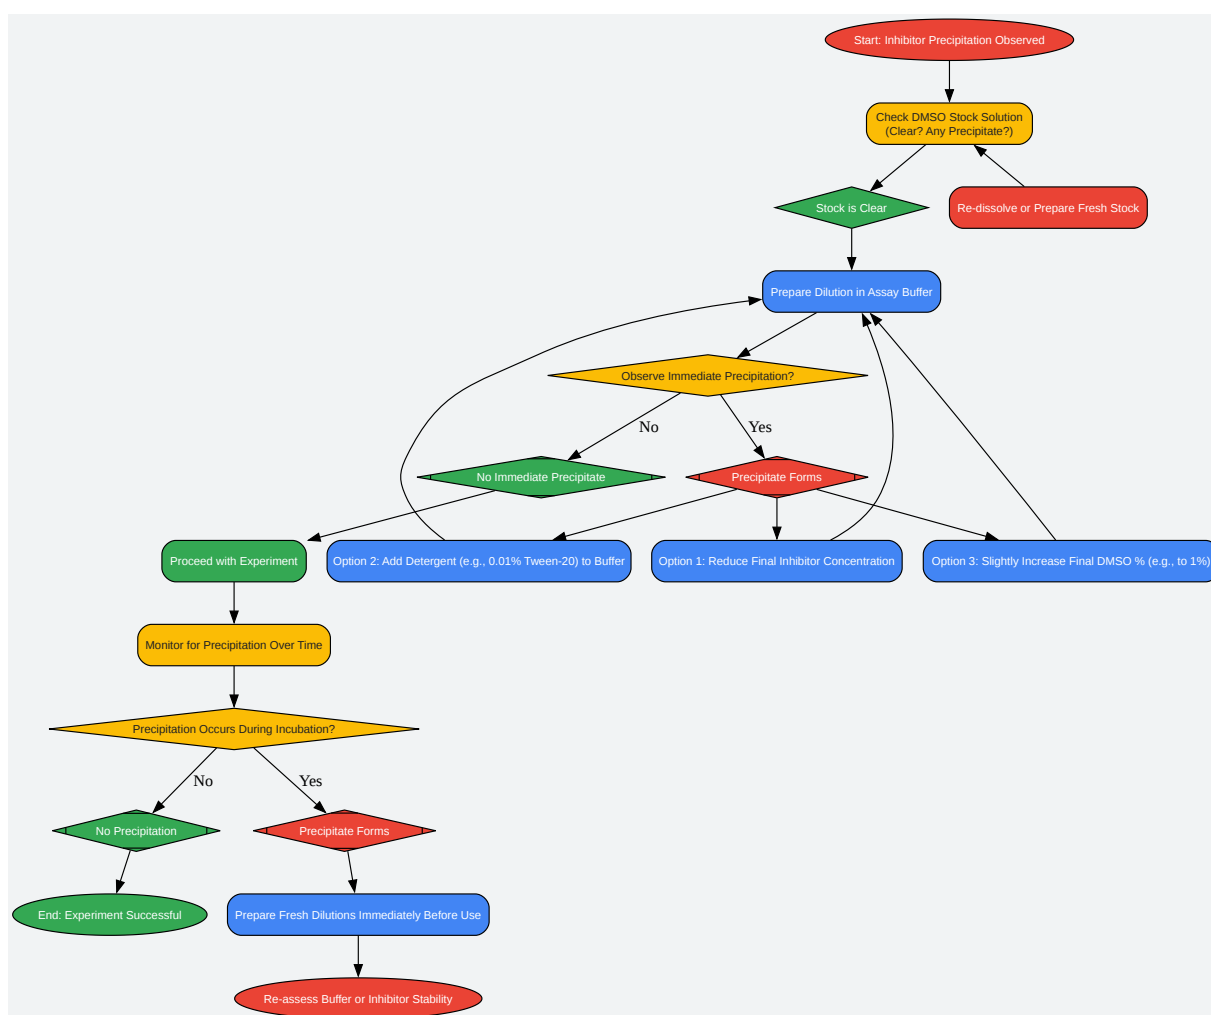 Start: Inhibitor Precipitation Observed
Check DMSO Stock Solution
(Clear? Any Precipitate?)
Stock is Clear
Re-dissolve or Prepare Fresh Stock
Prepare Dilution in Assay Buffer
Observe Immediate Precipitation?
No
Yes
No Immediate Precipitate
Precipitate Forms
Proceed with Experiment
Option 2: Add Detergent (e.g., 0.01% Tween-20) to Buffer
Option 1: Reduce Final Inhibitor Concentration
Option 3: Slightly Increase Final DMSO % (e.g., to 1%)
Monitor for Precipitation Over Time
Precipitation Occurs During Incubation?
No
Yes
No Precipitation
Precipitate Forms
End: Experiment Successful
Prepare Fresh Dilutions Immediately Before Use
Re-assess Buffer or Inhibitor Stability